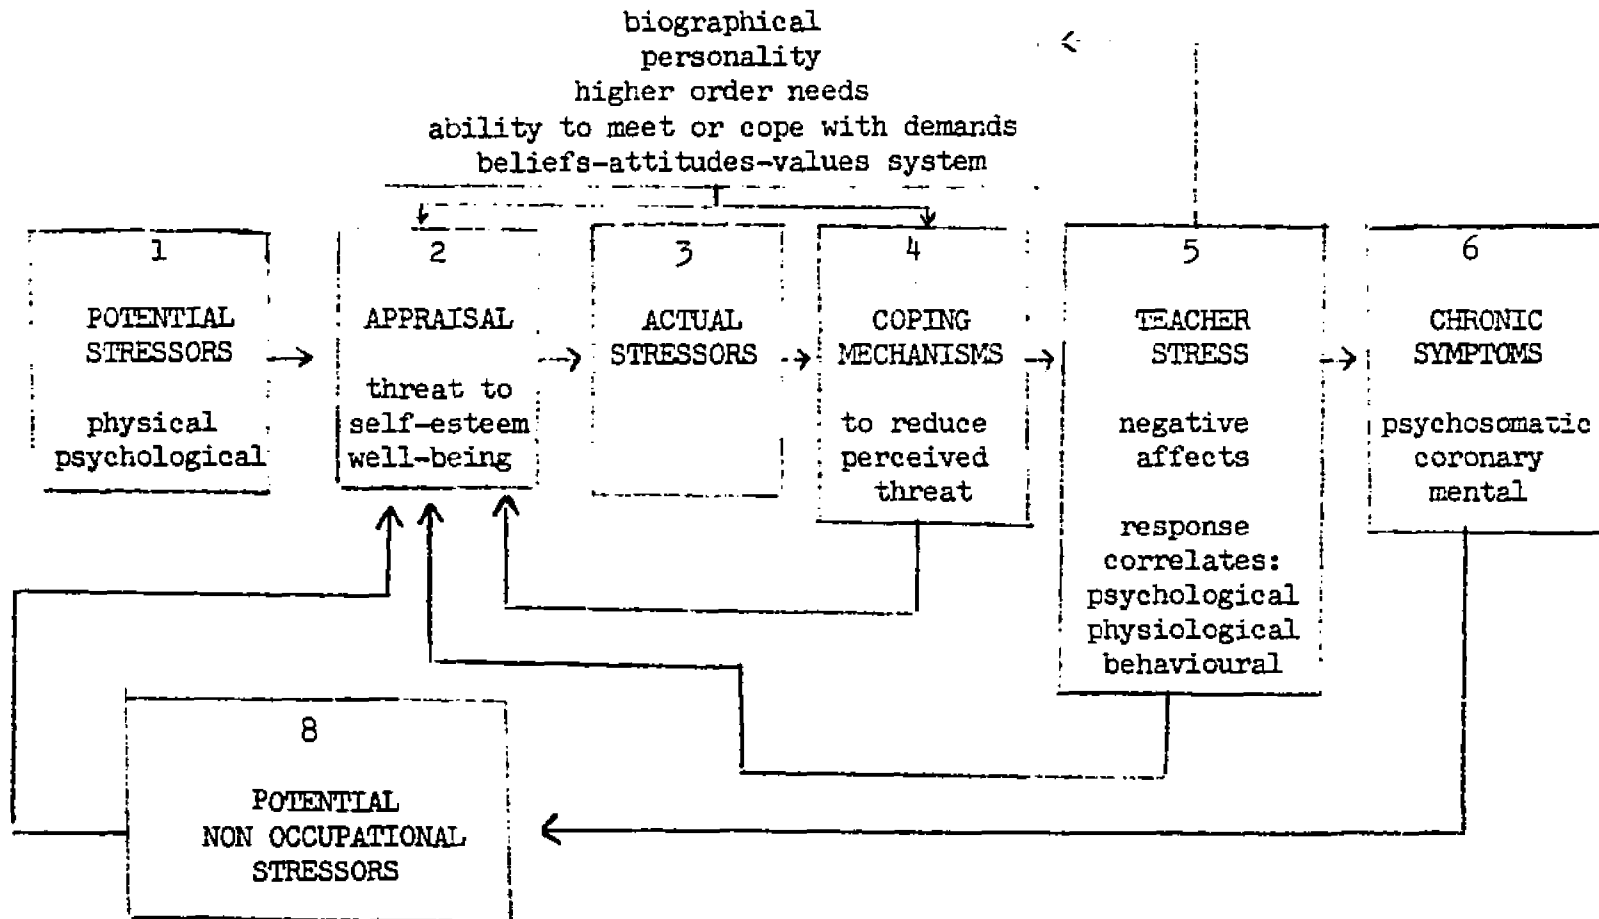 biographical
personality
higher order needs
ability to meet or cope with demands
beliefs-attitudes-values system
1
POTENTIAL
STRESSORS
physical
psychological
2
APPRAISAL
threat to
self-esteem
well-being
3
ACTUAL
STRESSORS
4
COPING
MECHANISMS
to reduce
perceived
threat
5
TEACHER
STRESS
negative
affects
response
correlates:
psychological
physiological
behavioural
6
CHRONIC
SYMPTOMS
psychosomatic
coronary
mental
8
POTENTIAL
NON OCCUPATIONAL
STRESSORS